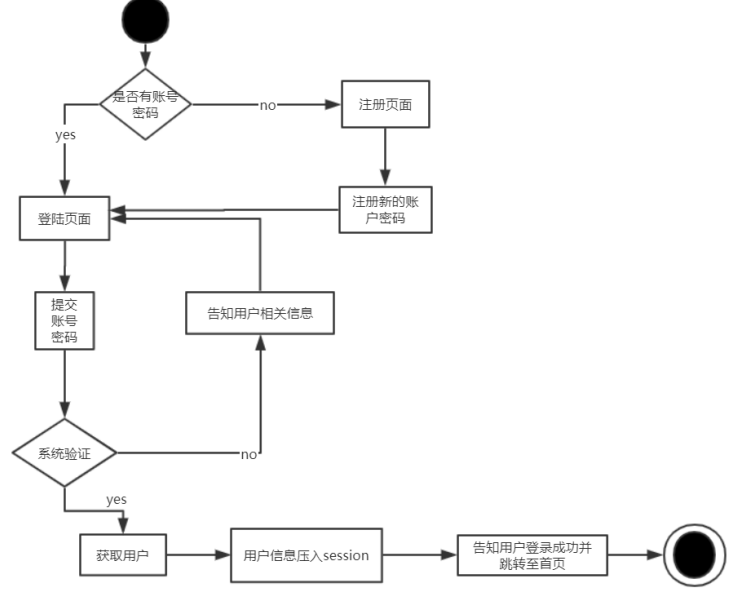 是否有账号
密码
no
注册页面
yes
注册新的账
户密码
登陆页面
提交
账号
密码
告知用户相关信息
系统验证
no
yes
获取用户
用户信息压入session
告知用户登录成功并
跳转至首页